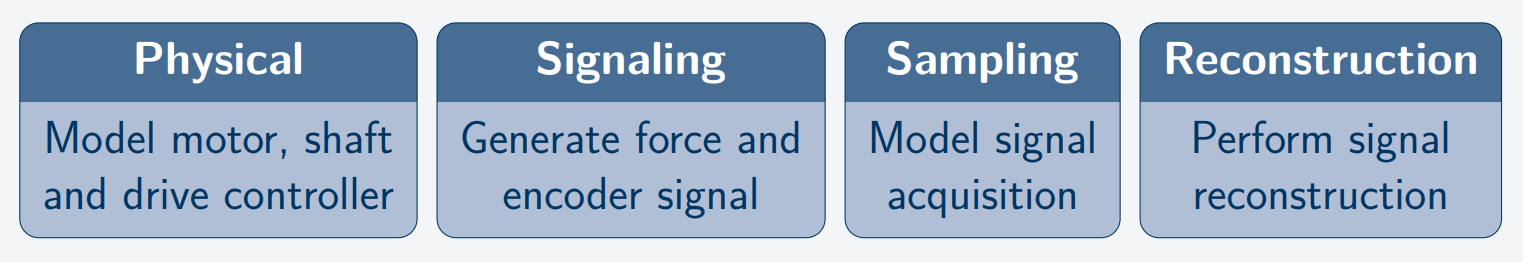 Physical
Model motor, shaft
and drive controller
Signaling
Generate force and
encoder signal
Sampling
Model signal
acquisition
Reconstruction
Perform signal
reconstruction